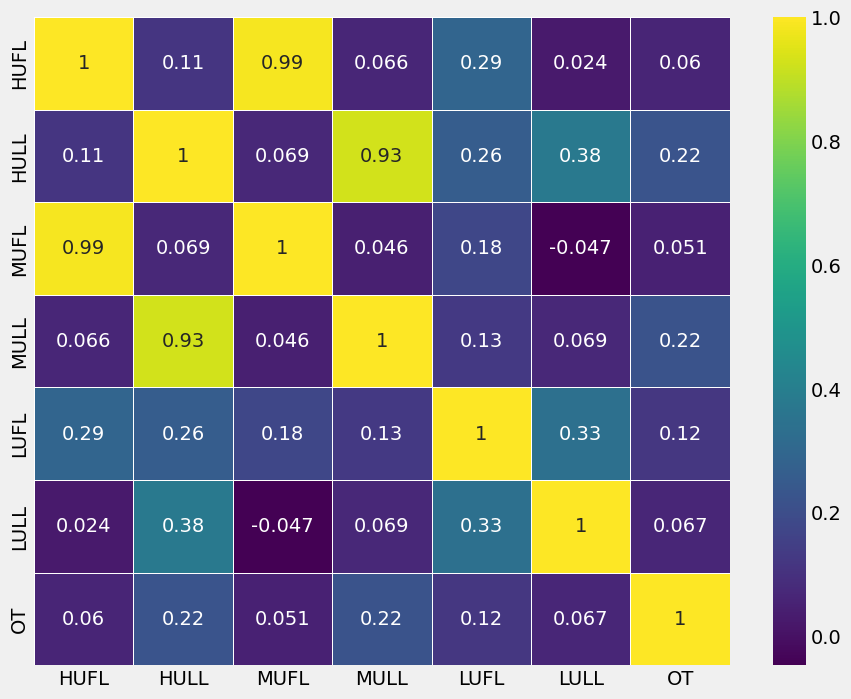 HUFL 1 0.11 0.99 0.066 0.29 0.024 0.06
HULL 0.11 1 0.069 0.93 0.26 0.38 0.22
MUFL 0.99 0.069 1 0.046 0.18 -0.047 0.051
MULL 0.066 0.93 0.046 1 0.13 0.069 0.22
LUFL 0.29 0.26 0.18 0.13 1 0.33 0.12
LULL 0.024 0.38 -0.047 0.069 0.33 1 0.067
OT 0.06 0.22 0.051 0.22 0.12 0.067 1
HUFL HULL MUFL MULL LUFL LULL OT
1.0
0.8
0.6
0.4
0.2
0.0